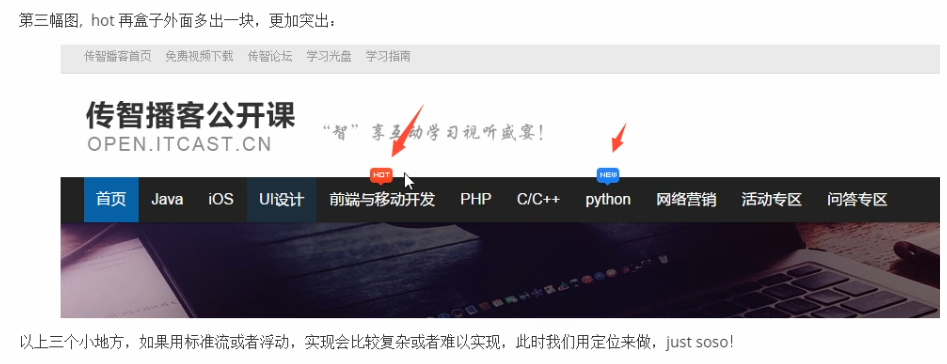 第三幅图, hot 再盒子外面多出一块，更加突出：
传智播客首页 免费视频下载 传智论坛 学习光盘 学习指南
传智播客公开课
“智”享互动学习视听盛宴！
OPEN.ITCAST.CN
HOT NEW
首页 Java iOS UI设计 前端与移动开发 PHP C/C++ python 网络营销 活动专区 问答专区
以上三个小地方，如果用标准流或者浮动，实现会比较复杂或者难以实现，此时我们用定位来做，just soso！